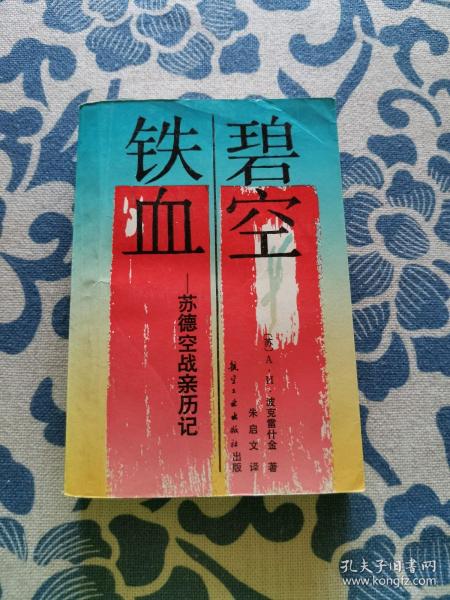 碧空
铁血
——苏德空战亲历记
〔苏〕A·И·波克雷什金 著
朱启文 译
航空工业出版社 出版
孔夫子旧书网
www.kongfz.com